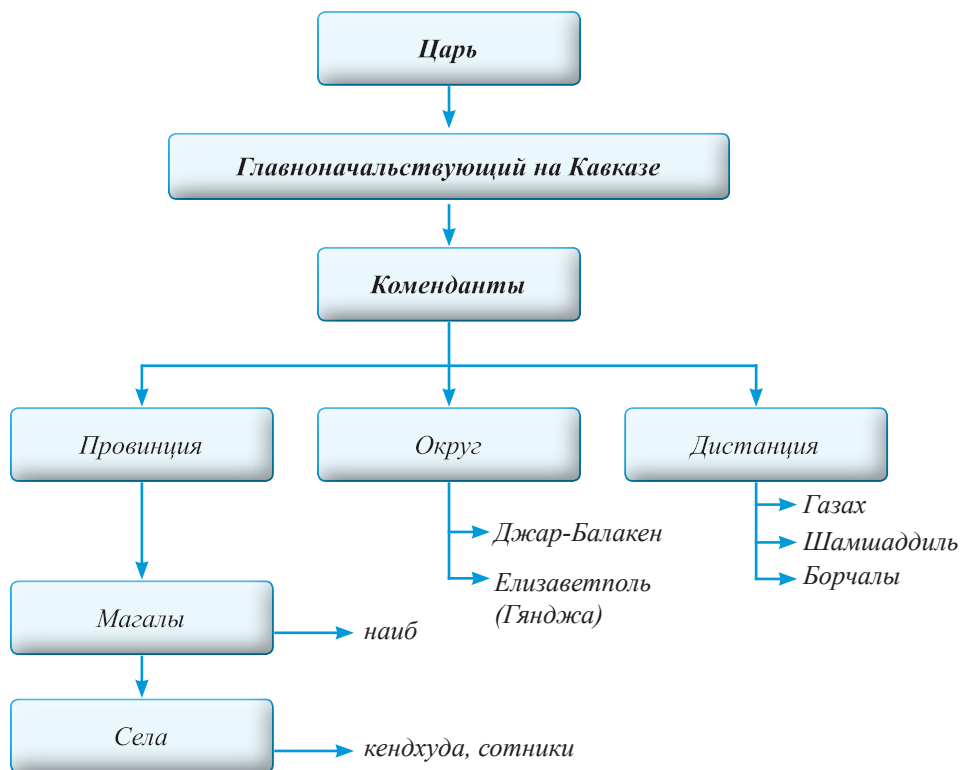 Царь
Главноначальствующий на Кавказе
Коменданты
Провинция
Округ
Дистанция
Газах
Шамшаддиль
Борчалы
Джар-Балакен
Елизаветполь
(Гянджа)
Магалы
наиб
Села
кендхуда, сотники